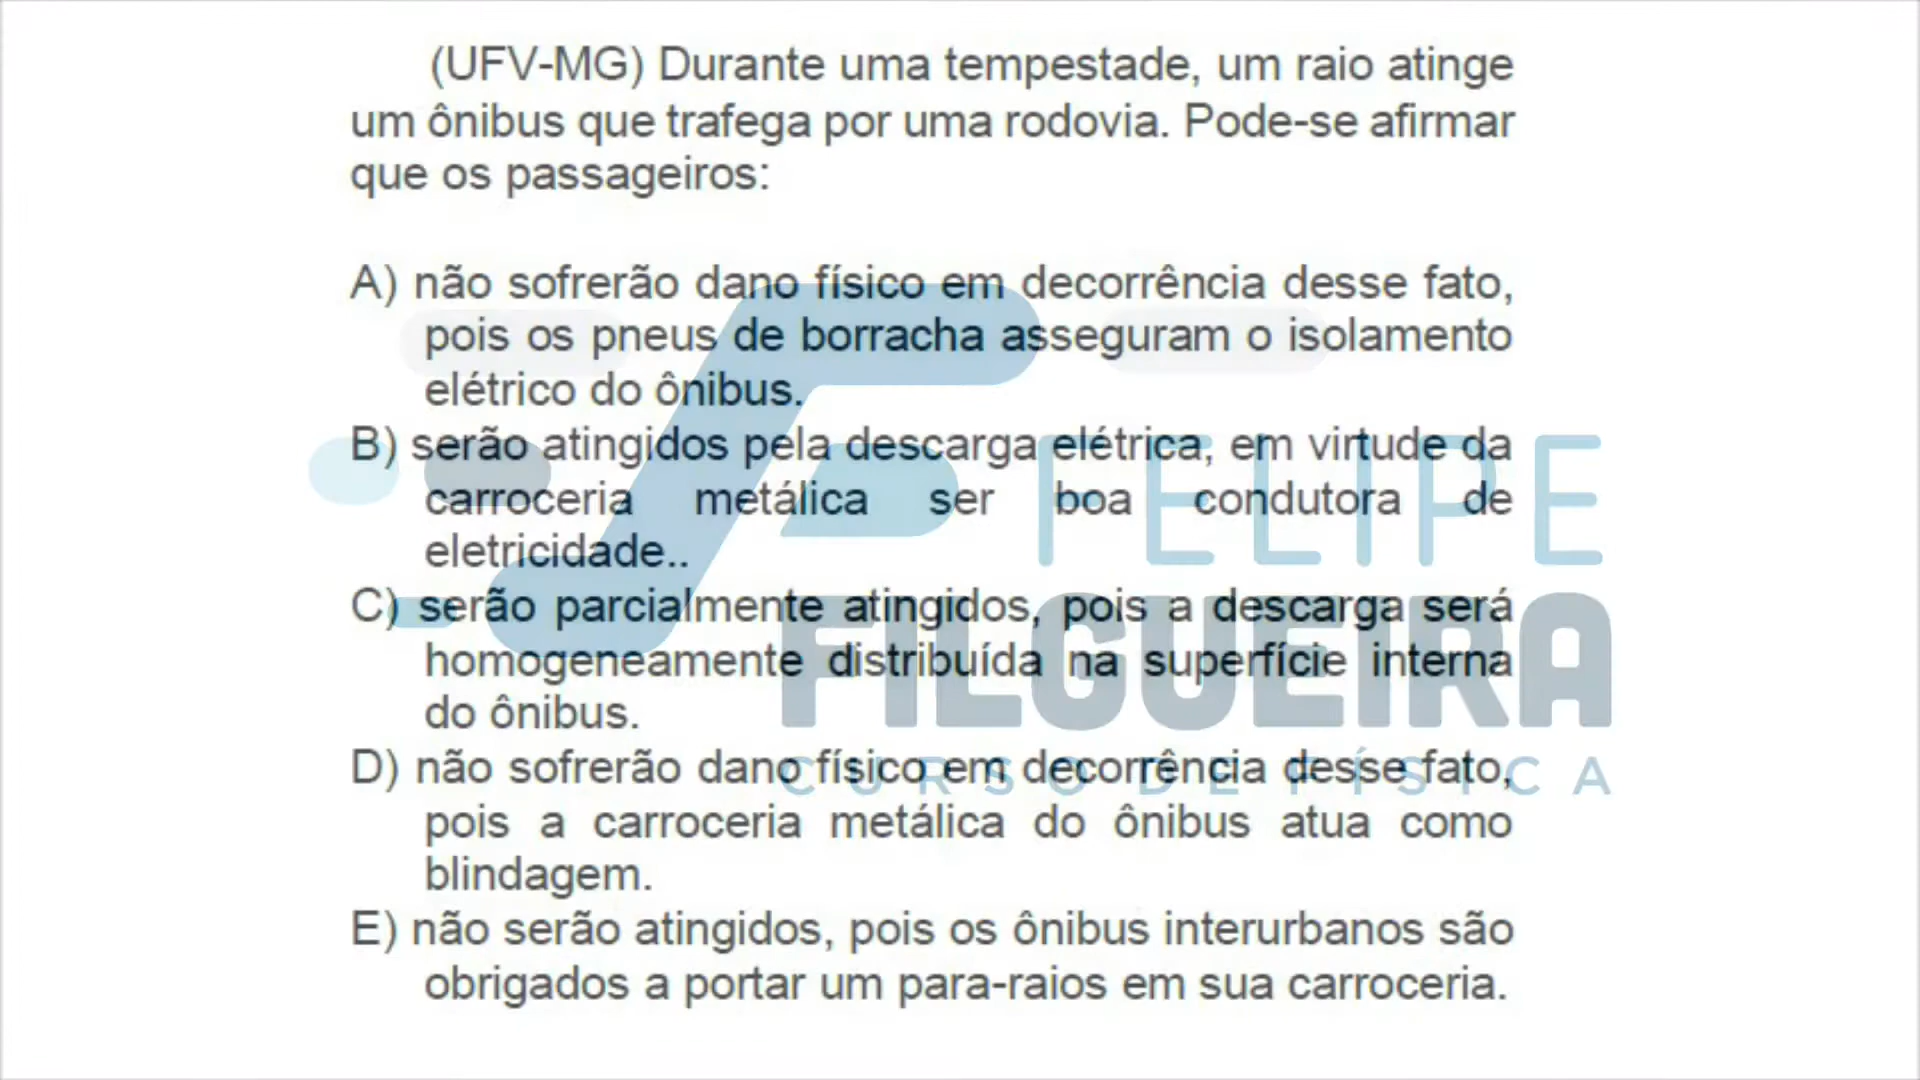 (UFV-MG) Durante uma tempestade, um raio atinge
um ônibus que trafega por uma rodovia. Pode-se afirmar
que os passageiros:
A) não sofrerão dano físico em decorrência desse fato,
pois os pneus de borracha asseguram o isolamento
elétrico do ônibus.
B) serão atingidos pela descarga elétrica, em virtude da
carroceria metálica ser boa condutora de
eletricidade..
C) serão parcialmente atingidos, pois a descarga será
homogeneamente distribuída na superfície interna
do ônibus.
D) não sofrerão dano físico em decorrência desse fato,
pois a carroceria metálica do ônibus atua como
blindagem.
E) não serão atingidos, pois os ônibus interurbanos são
obrigados a portar um para-raios em sua carroceria.
FELIPE
FILGUEIRA
CURSO DE FÍSICA